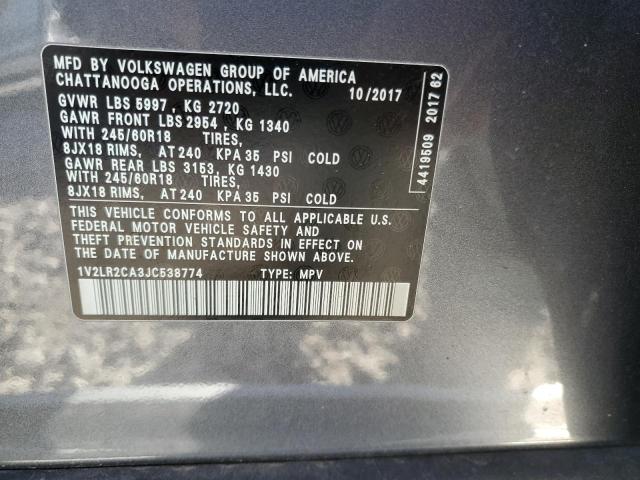 MFD BY VOLKSWAGEN GROUP OF AMERICA
CHATTANOOGA OPERATIONS, LLC. 10/2017
GVWR LBS 5997 , KG 2720
GAWR FRONT LBS 2954 , KG 1340
WITH 245/60R18 TIRES,
8JX18 RIMS, AT 240 KPA 35 PSI COLD
GAWR REAR LBS 3153, KG 1430
WITH 245/60R18 TIRES,
8JX18 RIMS, AT 240 KPA 35 PSI COLD
THIS VEHICLE CONFORMS TO ALL APPLICABLE U.S.
FEDERAL MOTOR VEHICLE SAFETY AND
THEFT PREVENTION STANDARDS IN EFFECT ON
THE DATE OF MANUFACTURE SHOWN ABOVE.
1V2LR2CA3JC538774 TYPE: MPV
4419509 2017 62